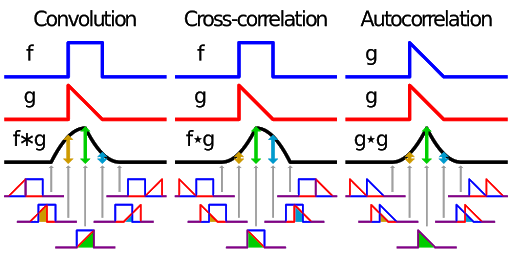 Convolution Cross-correlation Autocorrelation
f f g
g g g
f∗g f⋆g g⋆g